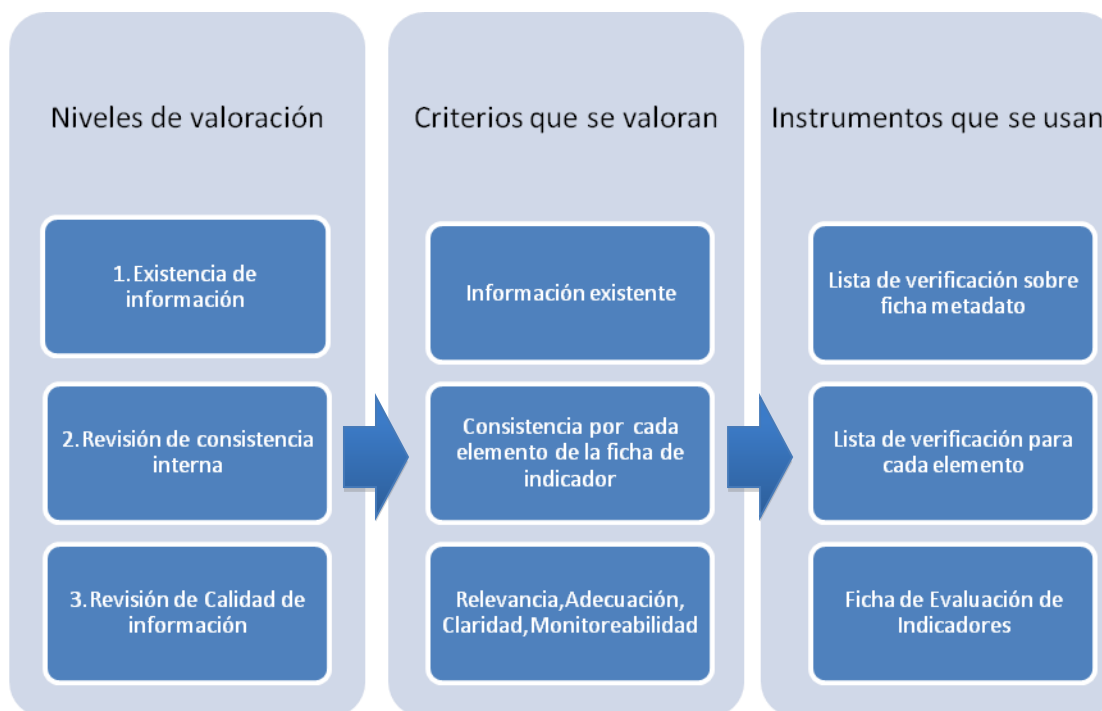 Niveles de valoración
1.Existencia de
información
2.Revisión de consistencia
interna
3.Revisión de Calidad de
información
Criterios que se valoran
Información existente
Consistencia por cada
elemento de la ficha de
indicador
Relevancia,Adecuación,
Claridad,Monitoreabilidad
Instrumentos que se usan
Lista de verificación sobre
ficha metadato
Lista de verificación para
cada elemento
Ficha de Evaluación de
Indicadores